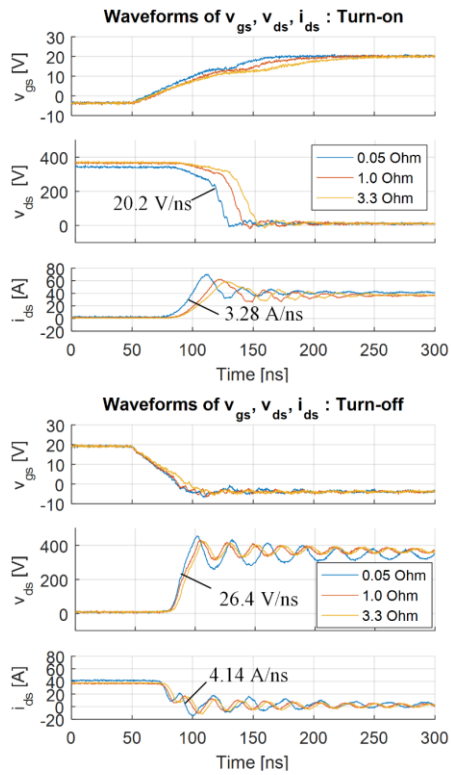 Waveforms of vgs, vds, ids : Turn-on
vgs [V]
30
20
10
0
-10
vds [V]
400
200
0
0.05 Ohm
1.0 Ohm
3.3 Ohm
20.2 V/ns
ids [A]
80
60
40
20
0
-20
3.28 A/ns
0 50 100 150 200 250 300
Time [ns]
Waveforms of vgs, vds, ids : Turn-off
vgs [V]
30
20
10
0
-10
vds [V]
400
200
0
0.05 Ohm
1.0 Ohm
3.3 Ohm
26.4 V/ns
ids [A]
80
60
40
20
0
-20
4.14 A/ns
0 50 100 150 200 250 300
Time [ns]